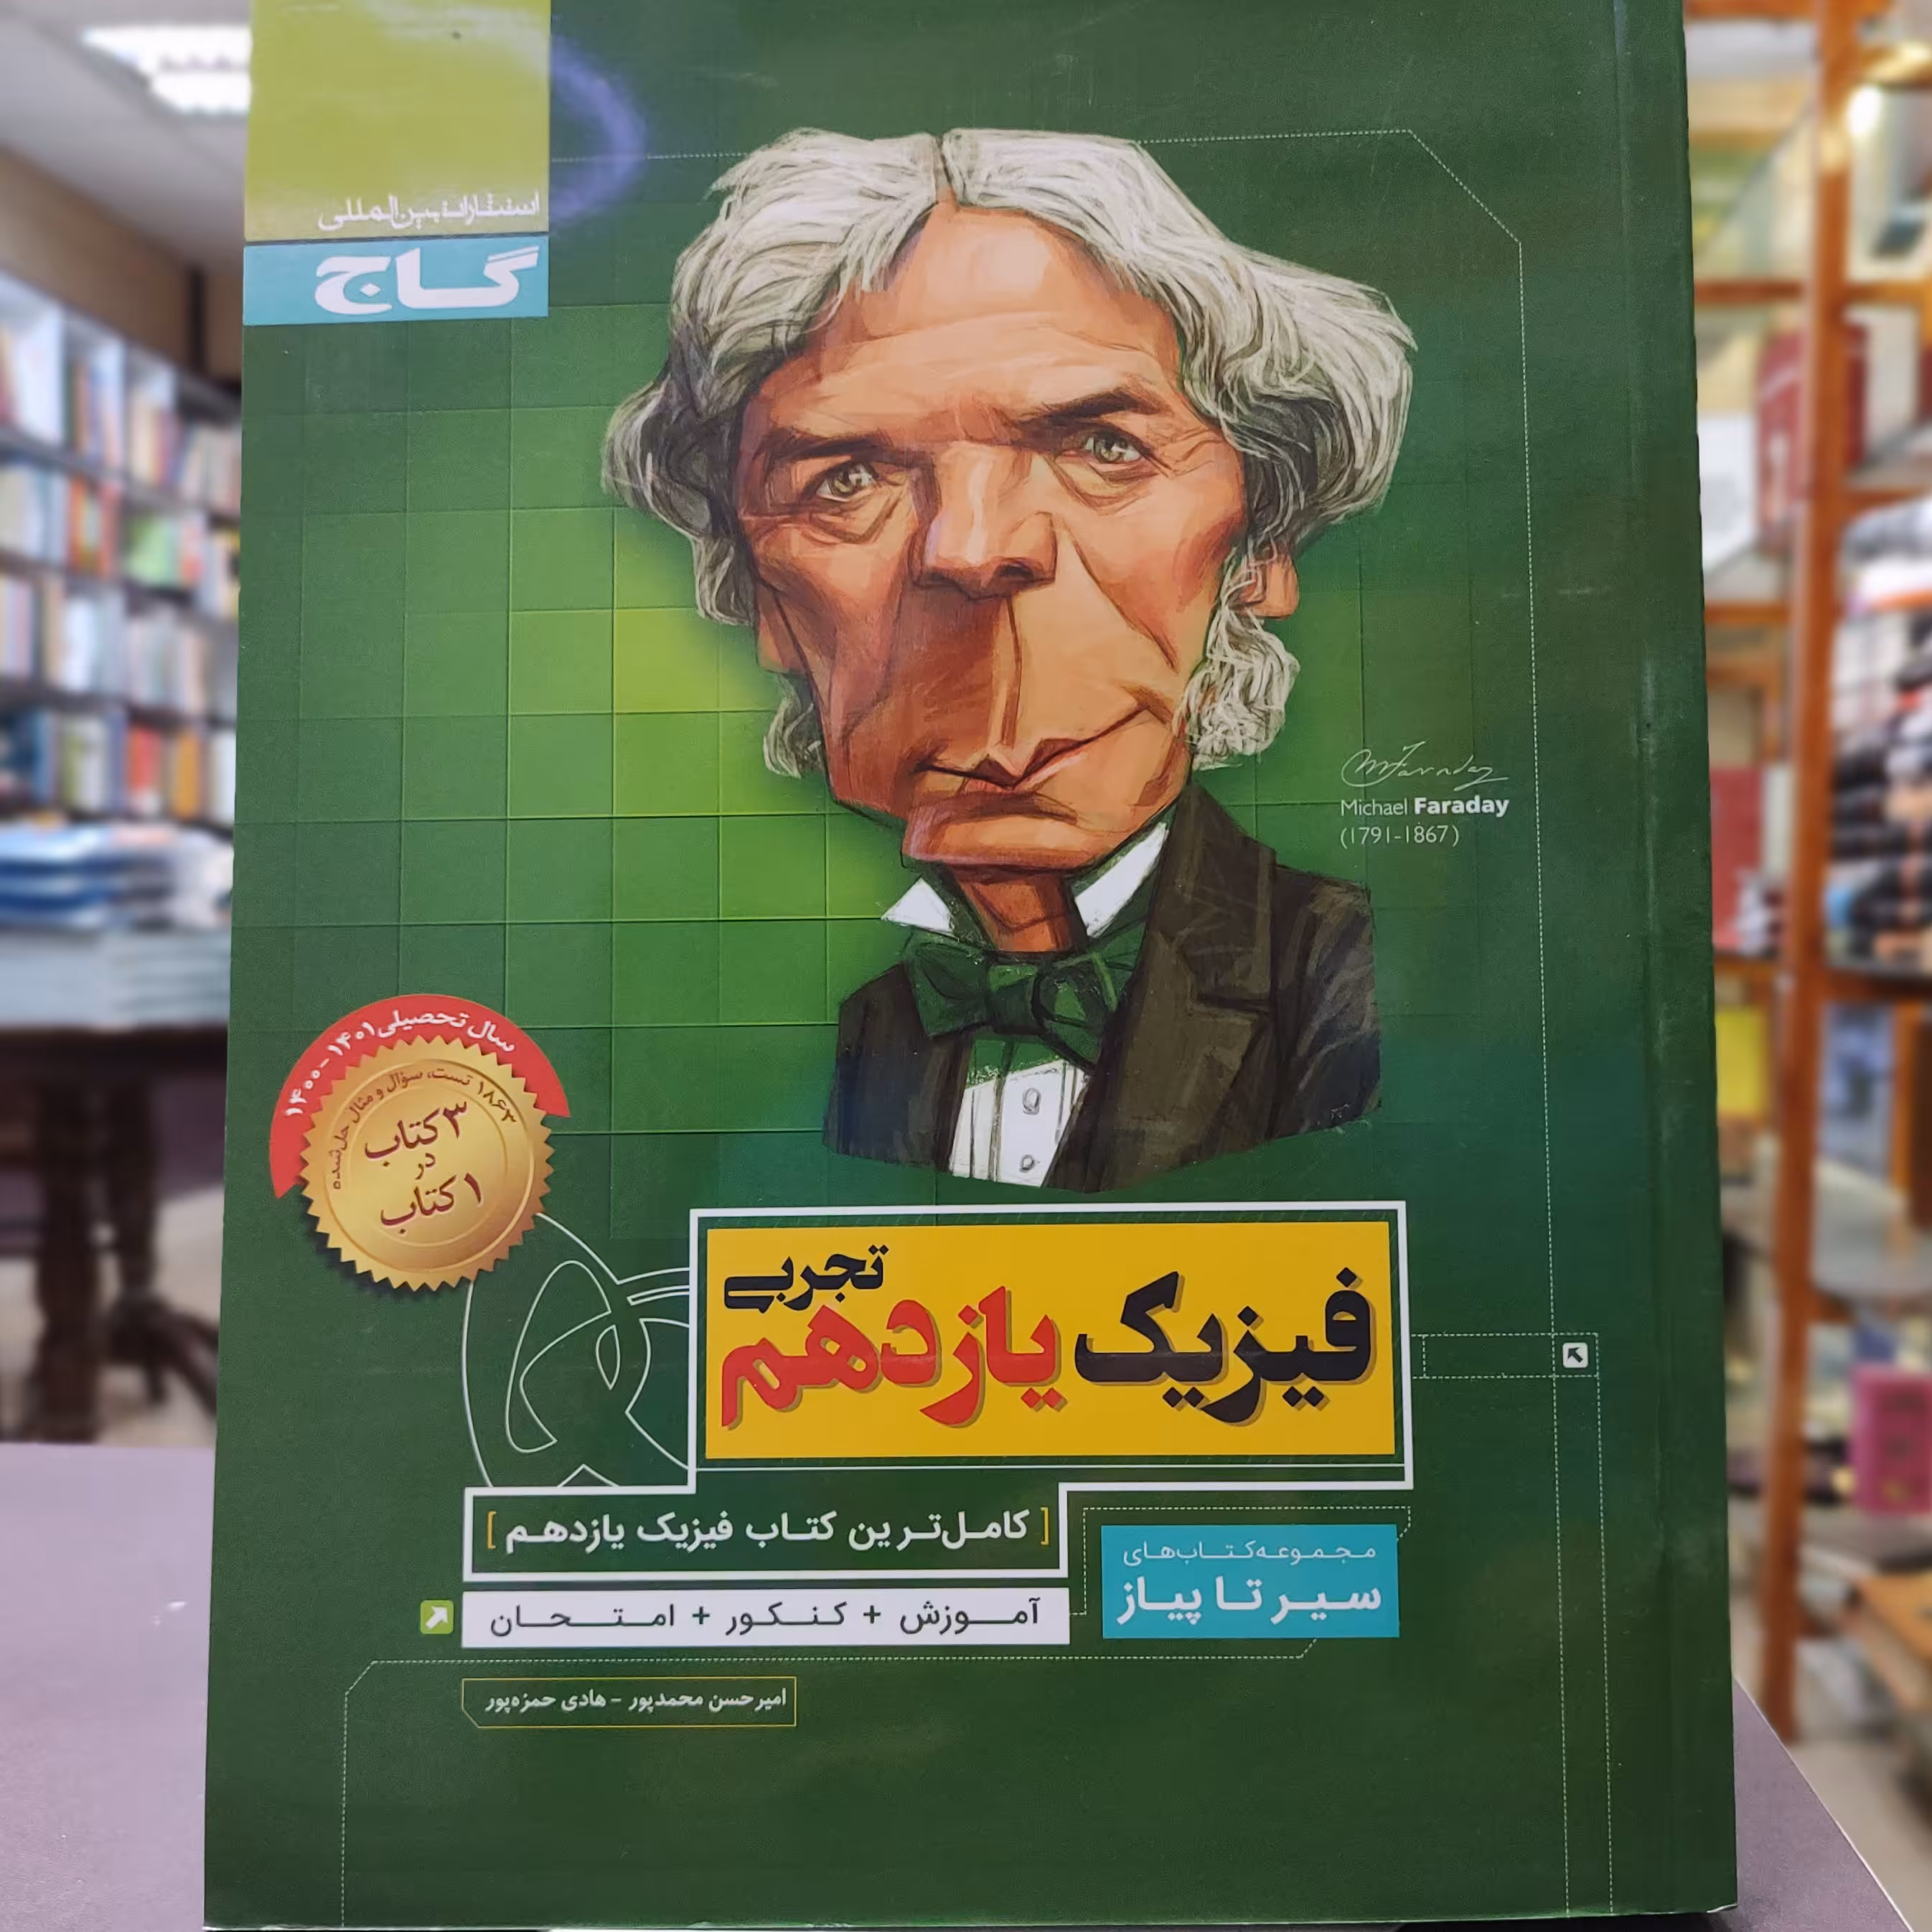 انتشارات بین‌المللی
گاج
Michael Faraday
(1791-1867)
سال تحصیلی ۱۴۰۱-۱۴۰۰
۱۸۶۳ تست، سؤال و مثال حل‌شده
۳ کتاب
در
۱ کتاب
تجربی
فیزیک یازدهم
[ کامل‌ترین کتاب فیزیک یازدهم ]
مجموعه‌کتاب‌های
سیر تا پیاز
آموزش + کنکور + امتحان
امیرحسن محمدپور - هادی حمزه‌پور